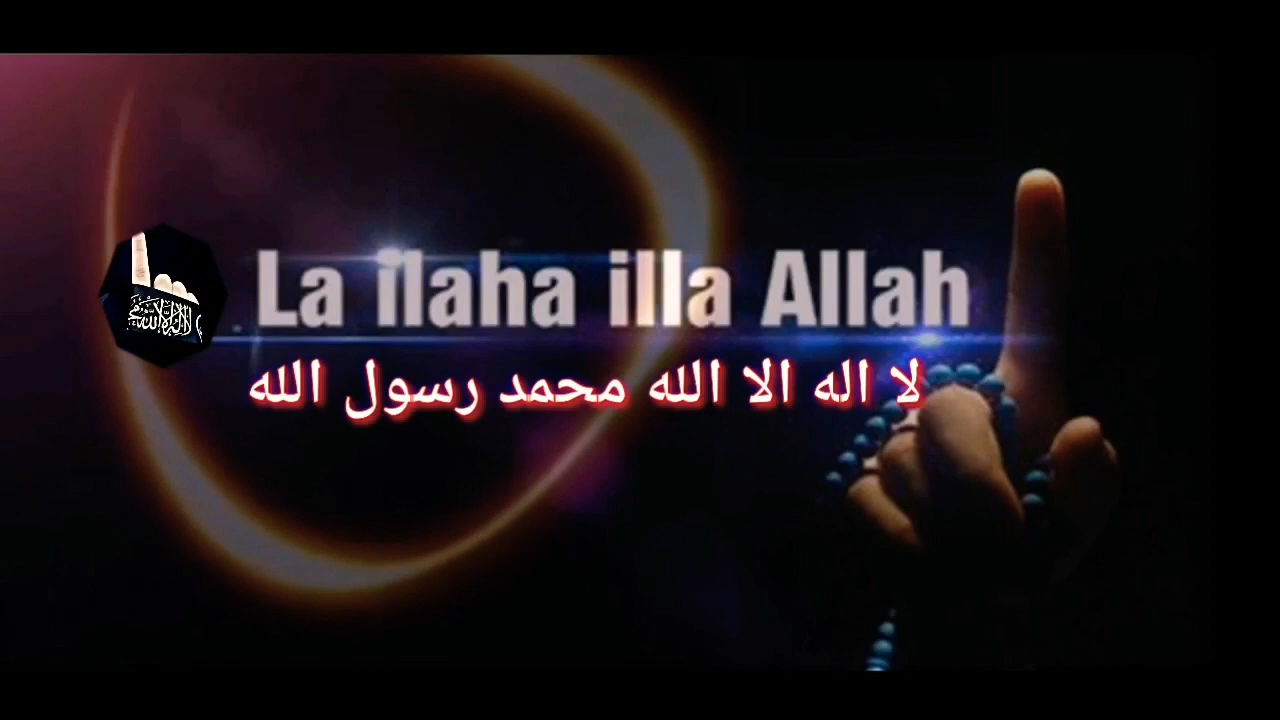 La ilaha illa Allah
لا اله الا الله محمد رسول الله